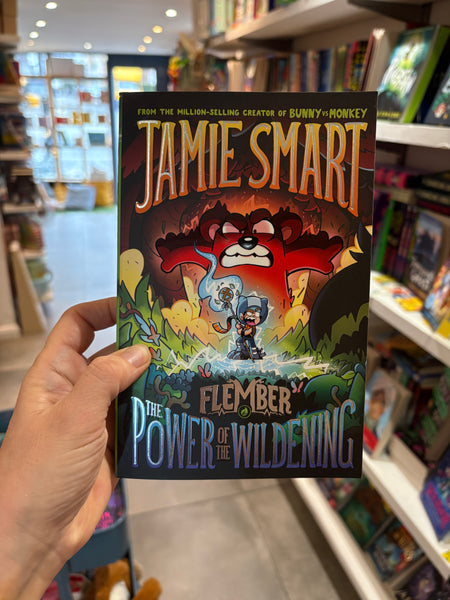 FROM THE MILLION-SELLING CREATOR OF BUNNY vs MONKEY
JAMIE SMART
FLEMBER
THE POWER OF THE WILDENING